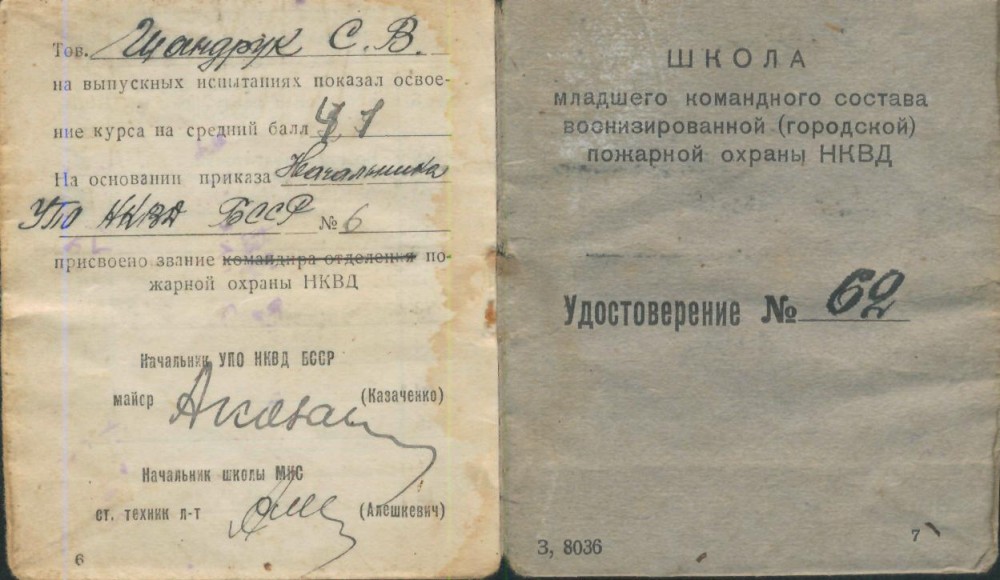 Тов. Шандрук С. В.
на выпускных испытаниях показал освое-
ние курса на средний балл 4,1
На основании приказа Начальника
УПО НКВД БССР № 6
присвоено звание командира отделения по-
жарной охраны НКВД
Начальник УПО НКВД БССР
майор (Казаченко)
Начальник школы МНС
ст. техник л-т (Алешкевич)
6
ШКОЛА
младшего командного состава
военизированной (городской)
пожарной охраны НКВД
Удостоверение № 62
З, 8036
7